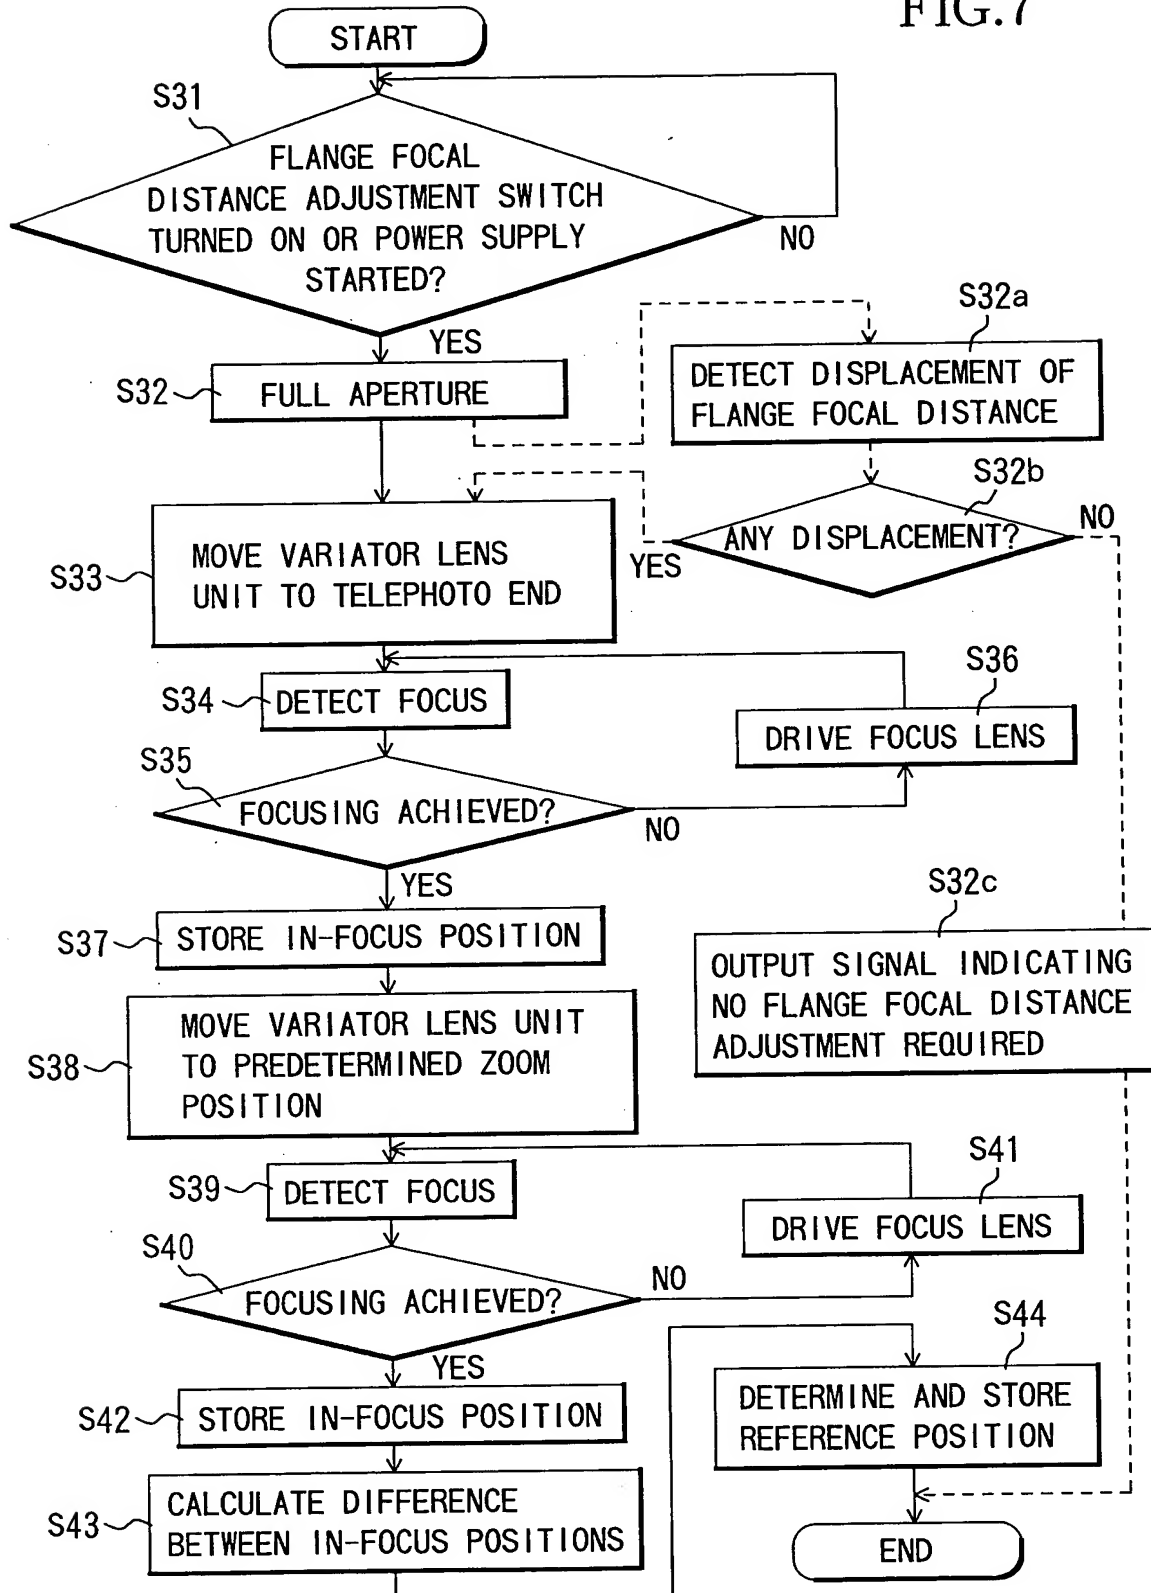 FIG.7
START
S31
FLANGE FOCAL
DISTANCE ADJUSTMENT SWITCH
TURNED ON OR POWER SUPPLY
STARTED?
NO
YES
S32
FULL APERTURE
S32a
DETECT DISPLACEMENT OF
FLANGE FOCAL DISTANCE
S32b
ANY DISPLACEMENT?
NO
YES
S33
MOVE VARIATOR LENS
UNIT TO TELEPHOTO END
S34
DETECT FOCUS
S36
DRIVE FOCUS LENS
S35
FOCUSING ACHIEVED?
NO
YES
S32c
OUTPUT SIGNAL INDICATING
NO FLANGE FOCAL DISTANCE
ADJUSTMENT REQUIRED
S37
STORE IN-FOCUS POSITION
S38
MOVE VARIATOR LENS UNIT
TO PREDETERMINED ZOOM
POSITION
S39
DETECT FOCUS
S41
DRIVE FOCUS LENS
S40
FOCUSING ACHIEVED?
NO
YES
S42
STORE IN-FOCUS POSITION
S43
CALCULATE DIFFERENCE
BETWEEN IN-FOCUS POSITIONS
S44
DETERMINE AND STORE
REFERENCE POSITION
END